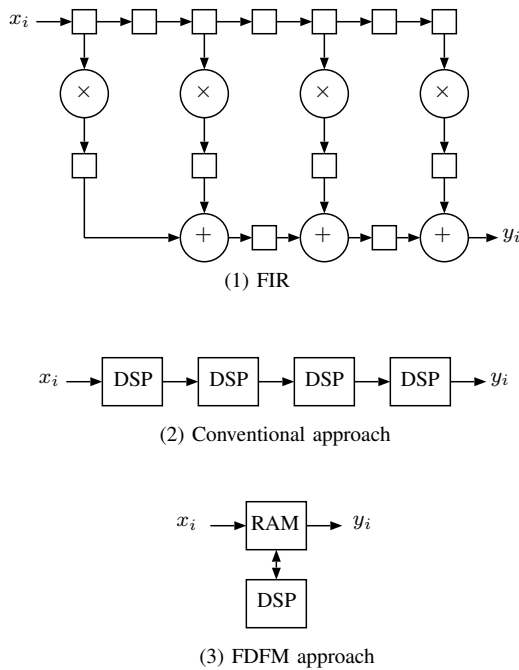 x_i
× × × ×
+ + + y_i
(1) FIR
x_i DSP DSP DSP DSP y_i
(2) Conventional approach
x_i RAM y_i
DSP
(3) FDFM approach